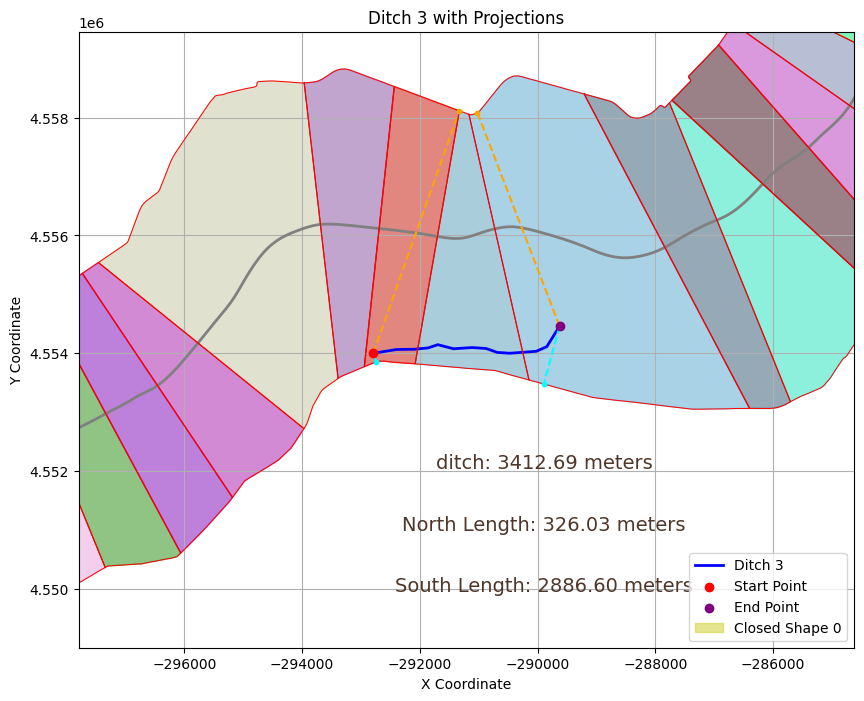 Ditch 3 with Projections
1e6
4.558
4.556
4.554
4.552
4.550
Y Coordinate
ditch: 3412.69 meters
North Length: 326.03 meters
South Length: 2886.60 meters
Ditch 3
Start Point
End Point
Closed Shape 0
−296000 −294000 −292000 −290000 −288000 −286000
X Coordinate